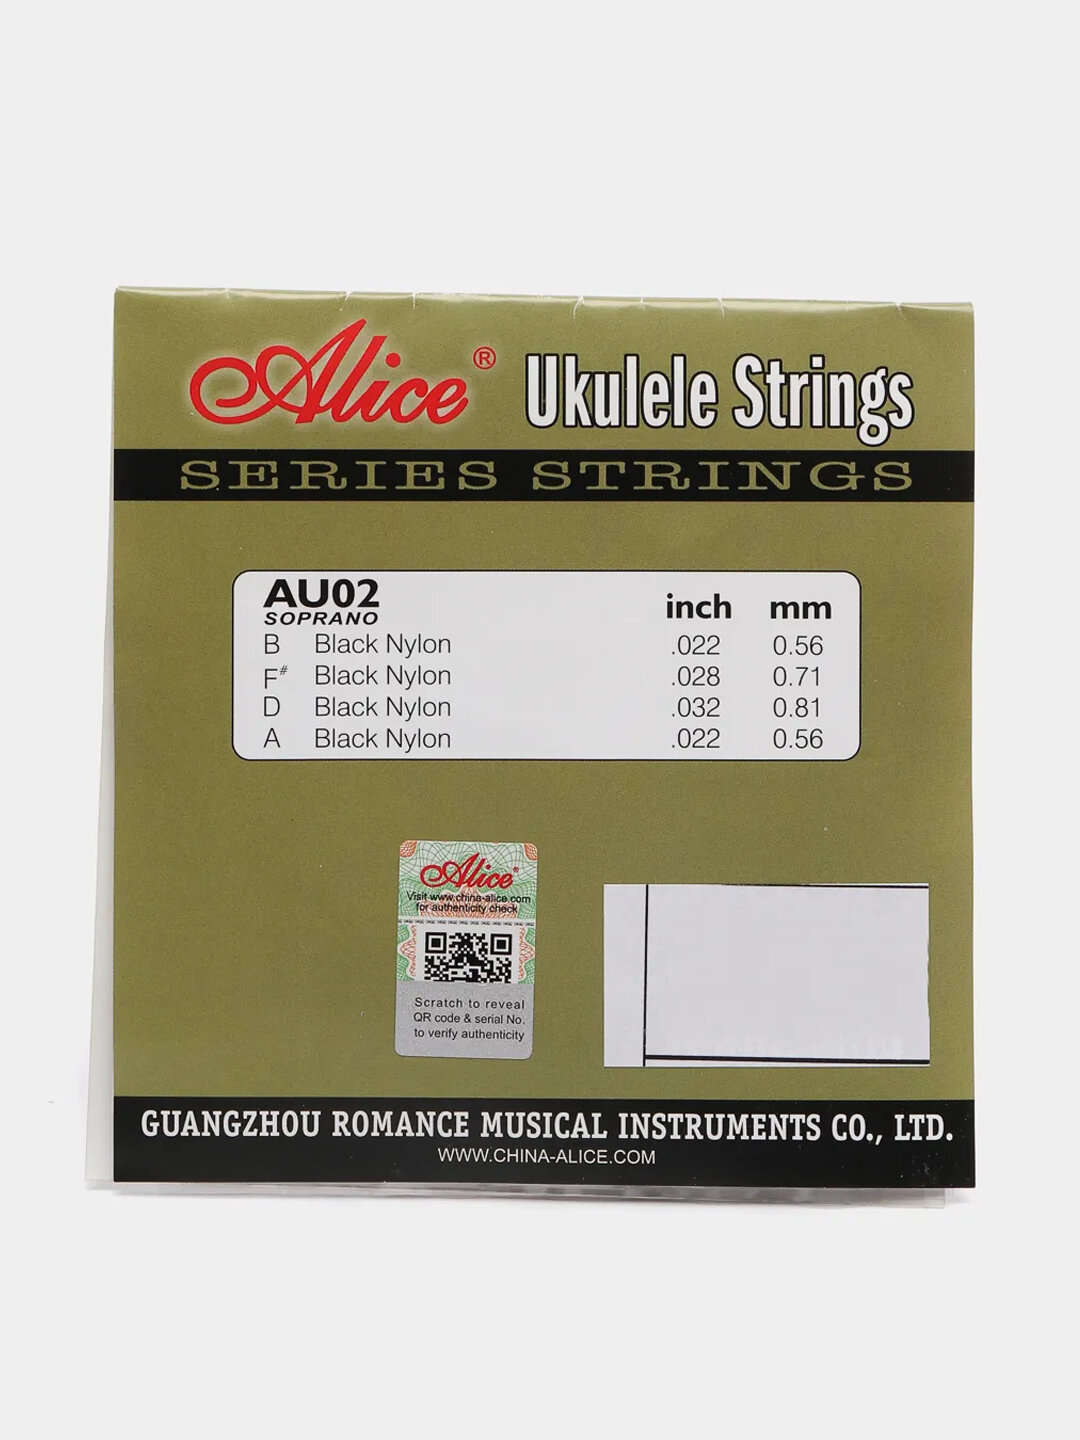 Alice® Ukulele Strings
SERIES STRINGS
AU02 inch mm
SOPRANO
B Black Nylon .022 0.56
F# Black Nylon .028 0.71
D Black Nylon .032 0.81
A Black Nylon .022 0.56
Alice®
Visit www.china-alice.com
for authenticity check
Scratch to reveal
QR code & serial No.
to verify authenticity
GUANGZHOU ROMANCE MUSICAL INSTRUMENTS CO., LTD.
WWW.CHINA-ALICE.COM